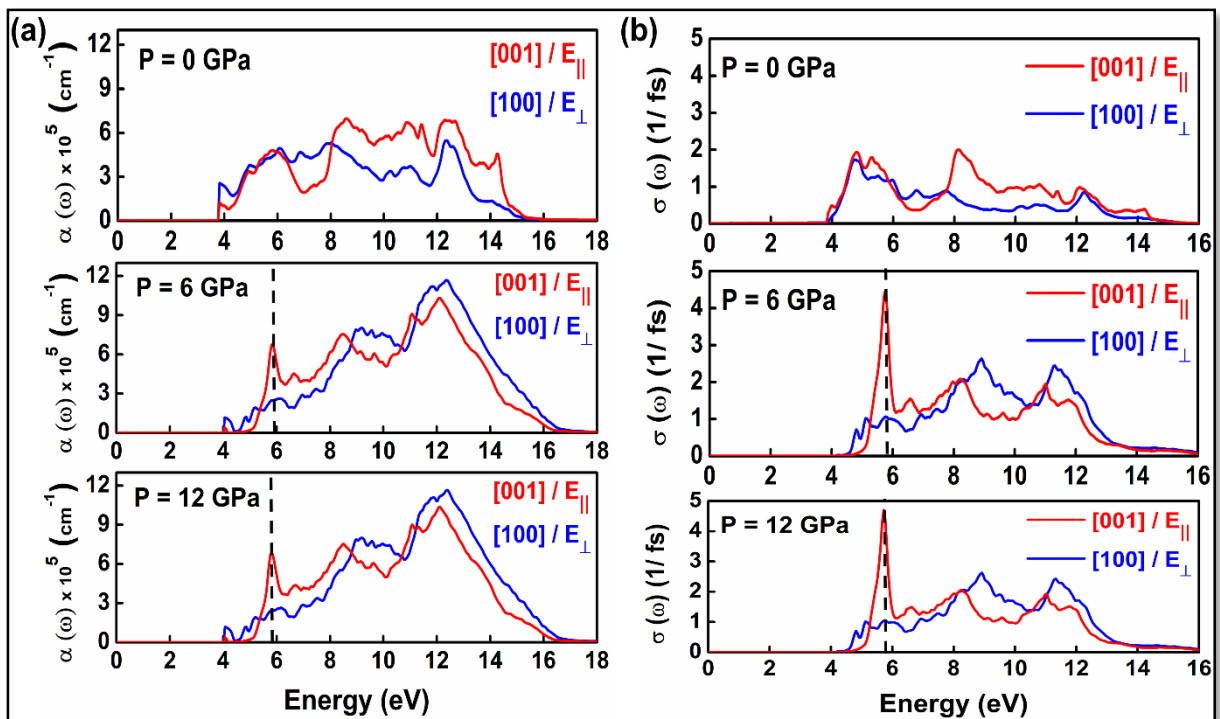 (a)
α (ω) x 10⁵ (cm⁻¹)
12
9
6
3
0
P = 0 GPa
[001] / E||
[100] / E⊥
0 2 4 6 8 10 12 14 16 18
α (ω) x 10⁵ (cm⁻¹)
12
9
6
3
0
P = 6 GPa
[001] / E||
[100] / E⊥
0 2 4 6 8 10 12 14 16 18
α (ω) x 10⁵ (cm⁻¹)
12
9
6
3
0
P = 12 GPa
[001] / E||
[100] / E⊥
0 2 4 6 8 10 12 14 16 18
Energy (eV)
(b)
σ (ω) (1/ fs)
5
4
3
2
1
0
P = 0 GPa
[001] / E||
[100] / E⊥
0 2 4 6 8 10 12 14 16
σ (ω) (1/ fs)
5
4
3
2
1
0
P = 6 GPa
[001] / E||
[100] / E⊥
0 2 4 6 8 10 12 14 16
σ (ω) (1/ fs)
5
4
3
2
1
0
P = 12 GPa
[001] / E||
[100] / E⊥
0 2 4 6 8 10 12 14 16
Energy (eV)